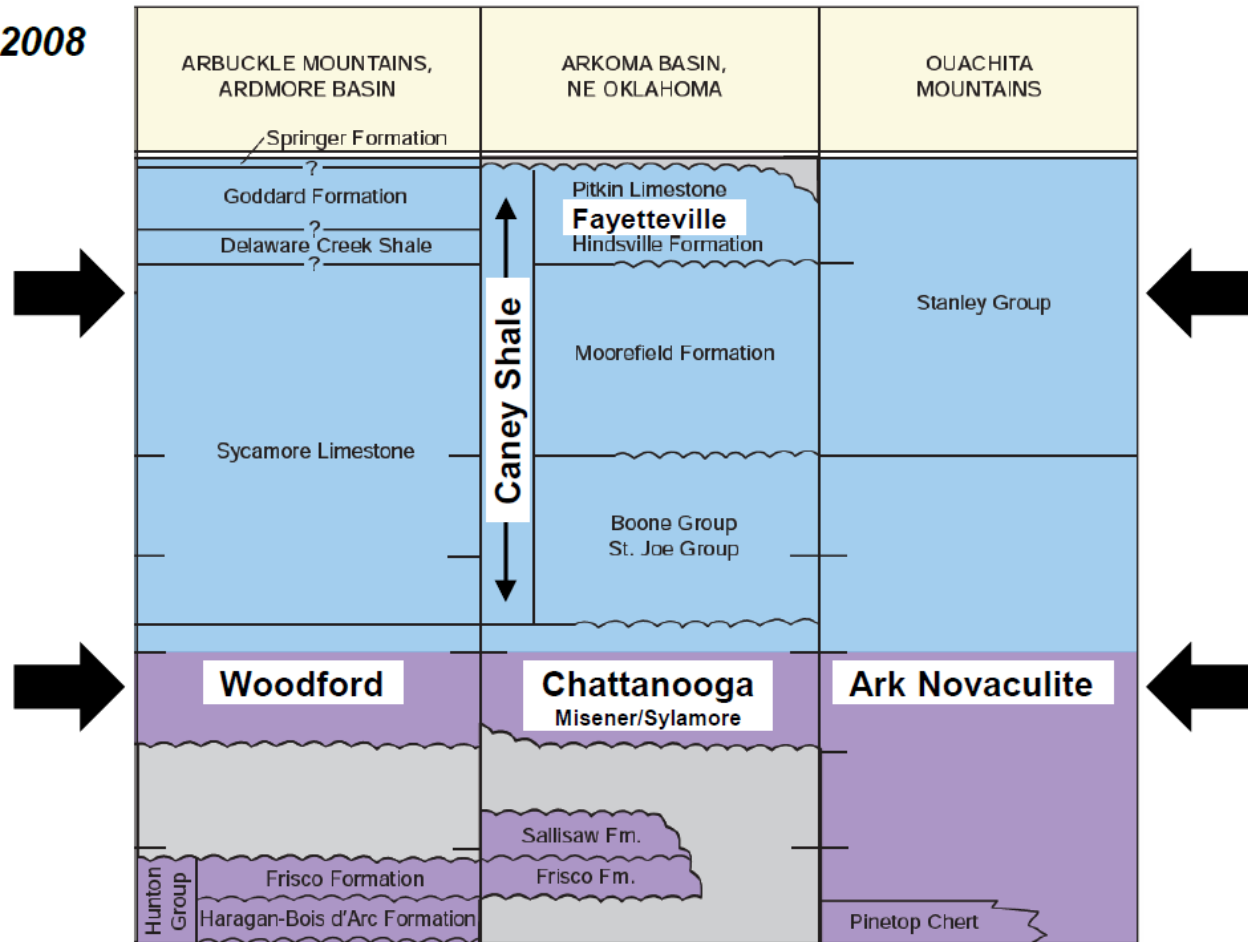 2008
ARBUCKLE MOUNTAINS,
ARDMORE BASIN
ARKOMA BASIN,
NE OKLAHOMA
OUACHITA
MOUNTAINS
Springer Formation
?
Goddard Formation
?
Delaware Creek Shale
?
Sycamore Limestone
Woodford
Hunton
Group
Frisco Formation
Haragan-Bois d'Arc Formation
Caney Shale
Pitkin Limestone
Fayetteville
Hindsville Formation
Moorefield Formation
Boone Group
St. Joe Group
Chattanooga
Misener/Sylamore
Sallisaw Fm.
Frisco Fm.
Stanley Group
Ark Novaculite
Pinetop Chert